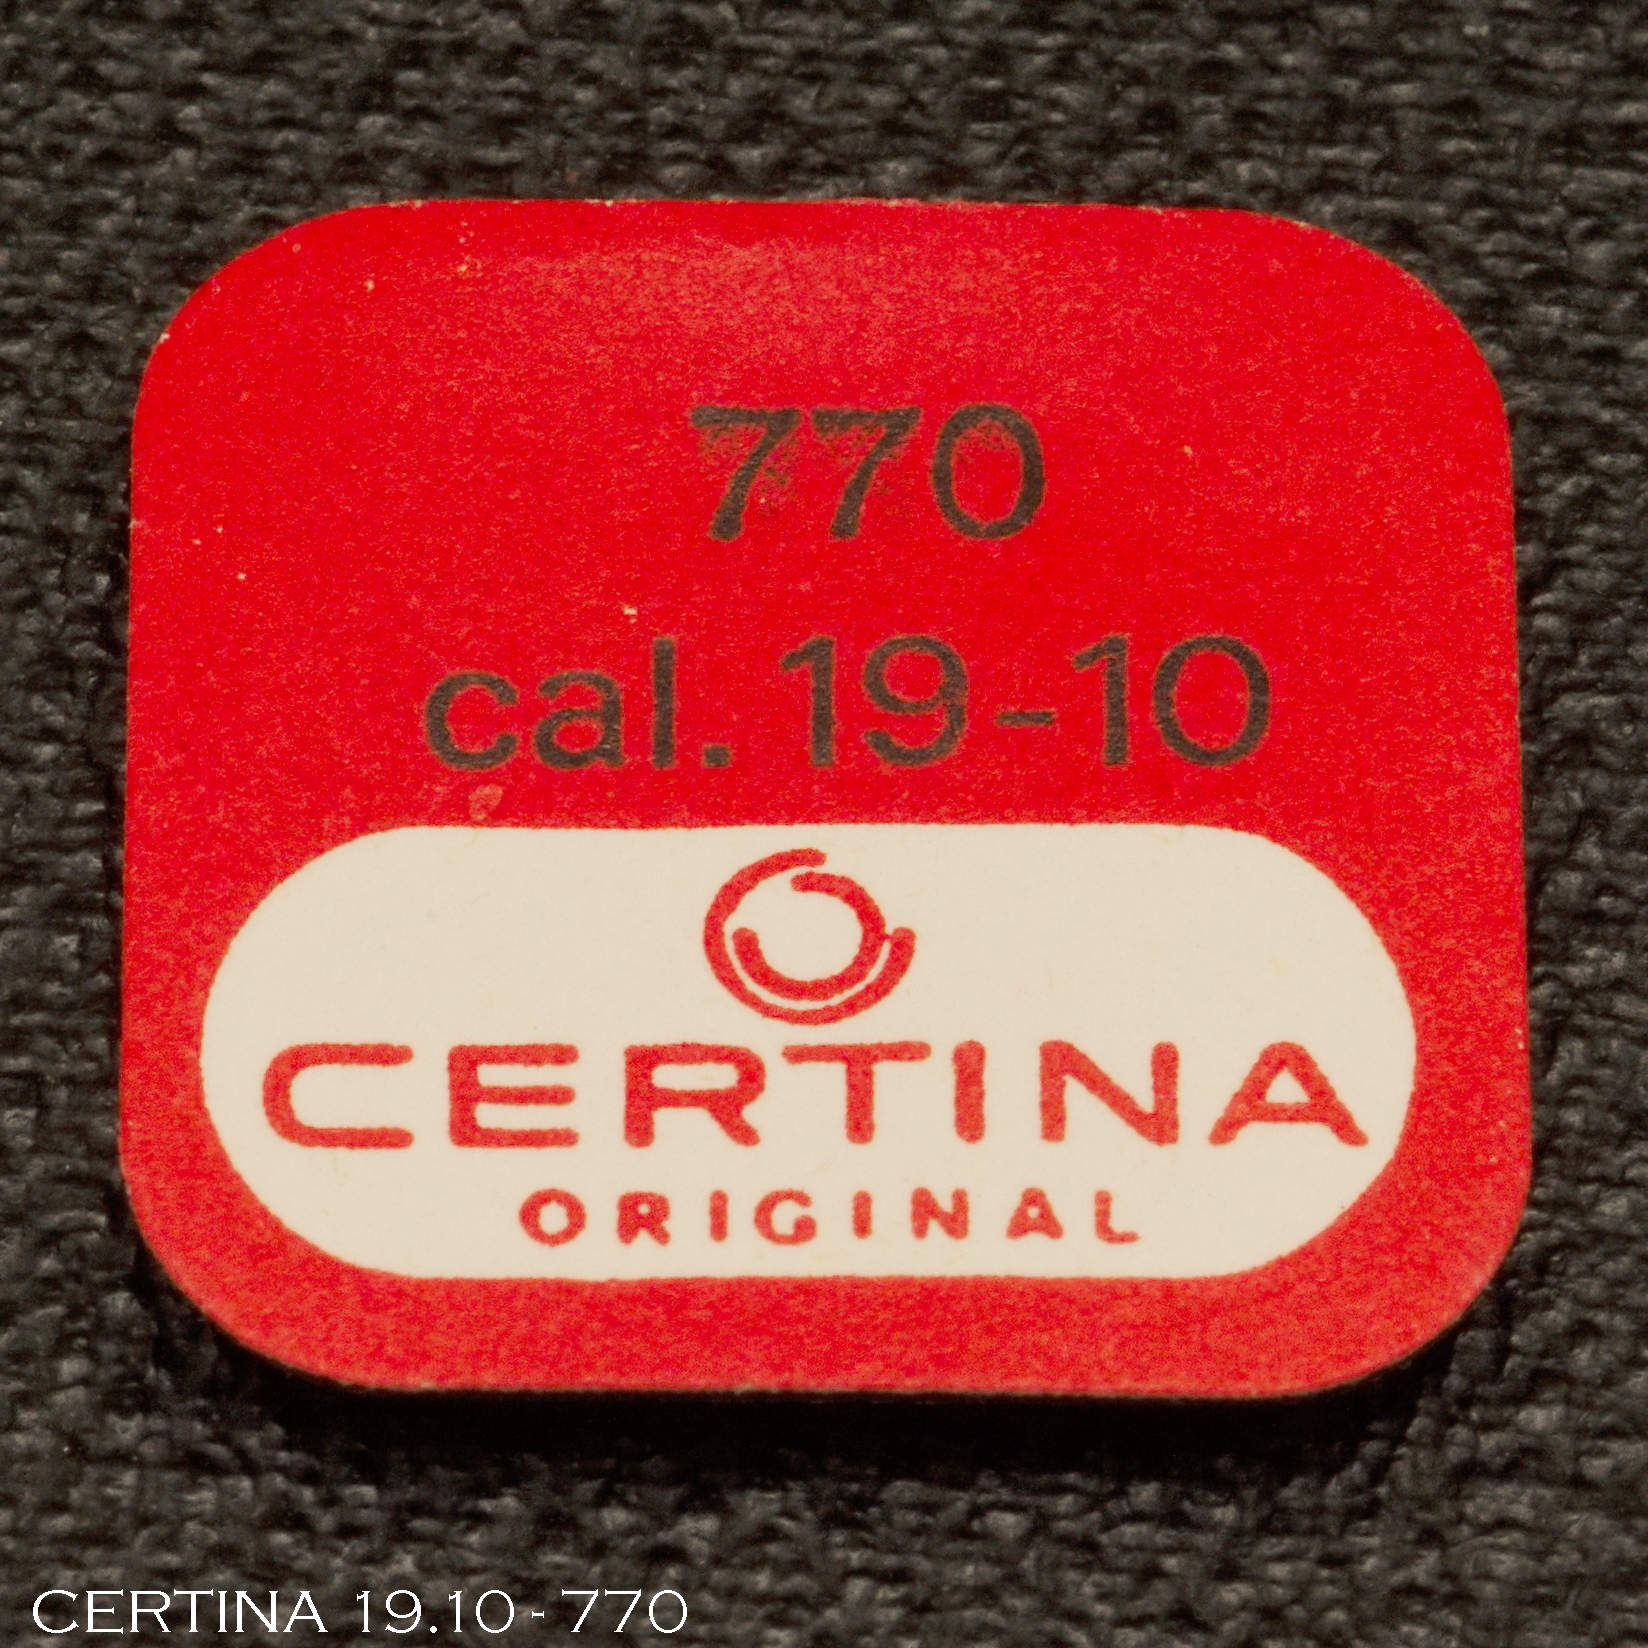 770
cal. 19-10
CERTINA
ORIGINAL
CERTINA 19.10 - 770